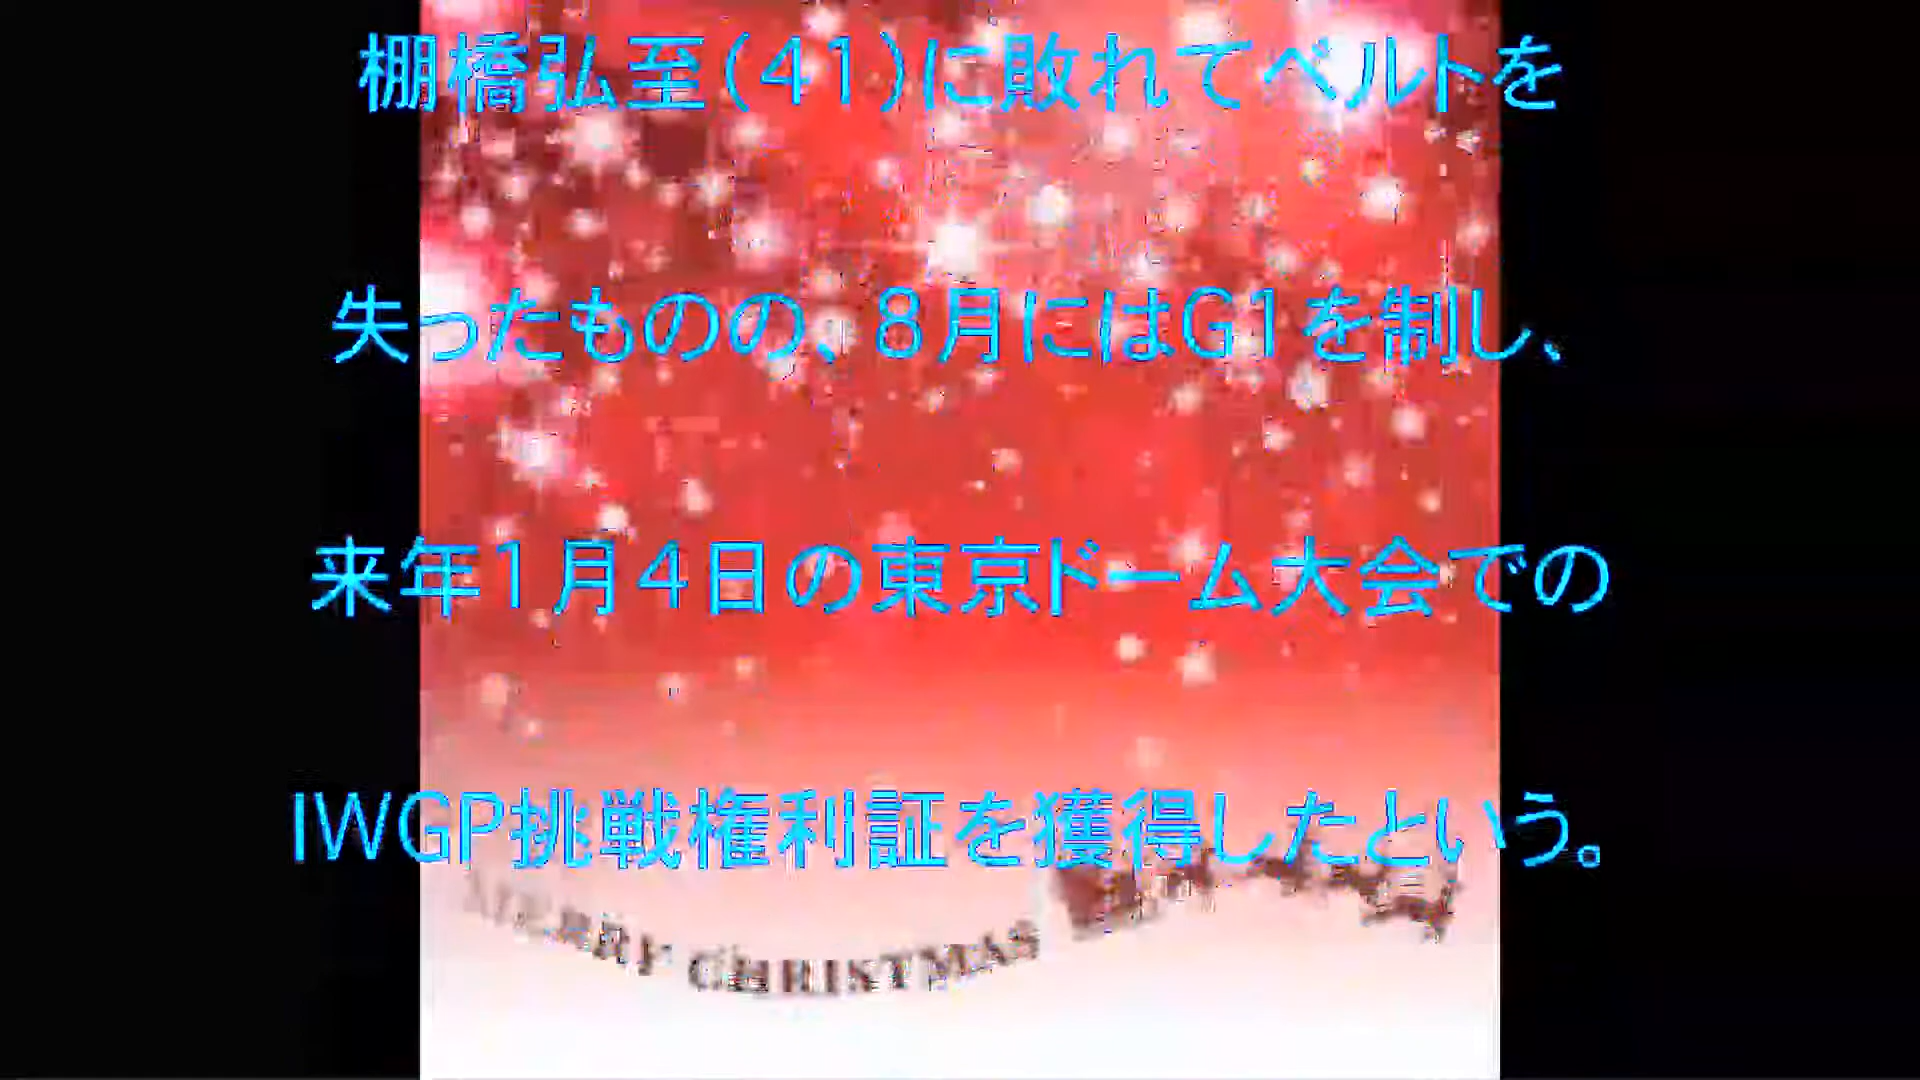 棚橋弘至（４１）に敗れてベルトを
失ったものの、８月にはG1を制し、
来年１月４日の東京ドーム大会での
IWGP挑戦権利証を獲得したという。
MERRY CHRISTMAS